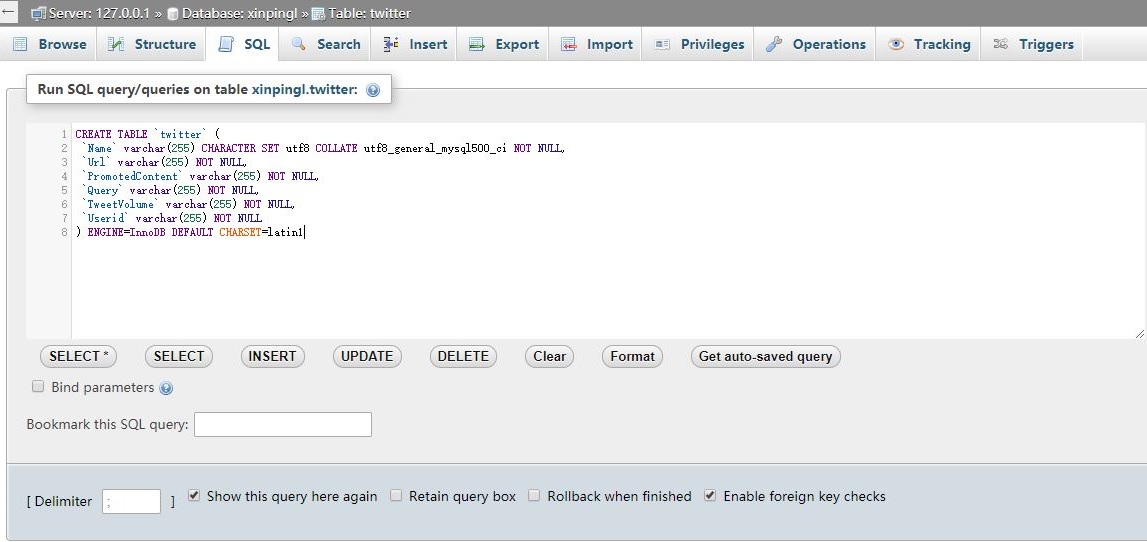 Server: 127.0.0.1 » Database: xinpingl » Table: twitter
Browse Structure SQL Search Insert Export Import Privileges Operations Tracking Triggers
Run SQL query/queries on table xinpingl.twitter:
1 CREATE TABLE `twitter` (
2 `Name` varchar(255) CHARACTER SET utf8 COLLATE utf8_general_mysql500_ci NOT NULL,
3 `Url` varchar(255) NOT NULL,
4 `PromotedContent` varchar(255) NOT NULL,
5 `Query` varchar(255) NOT NULL,
6 `TweetVolume` varchar(255) NOT NULL,
7 `Userid` varchar(255) NOT NULL
8 ) ENGINE=InnoDB DEFAULT CHARSET=latin1
SELECT * SELECT INSERT UPDATE DELETE Clear Format Get auto-saved query
Bind parameters
Bookmark this SQL query:
[ Delimiter ; ] Show this query here again Retain query box Rollback when finished Enable foreign key checks